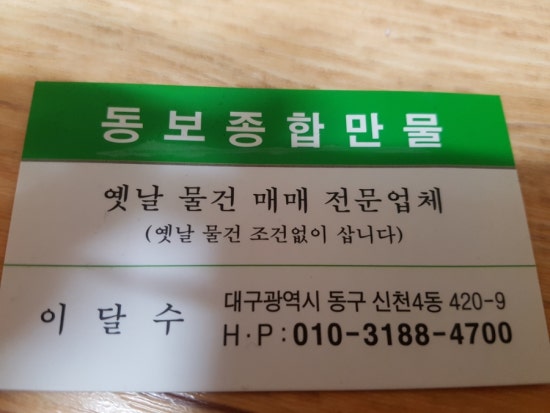 동보종합만물
옛날 물건 매매 전문업체
(옛날 물건 조건없이 삽니다)
이달수
대구광역시 동구 신천4동 420-9
H·P:010-3188-4700